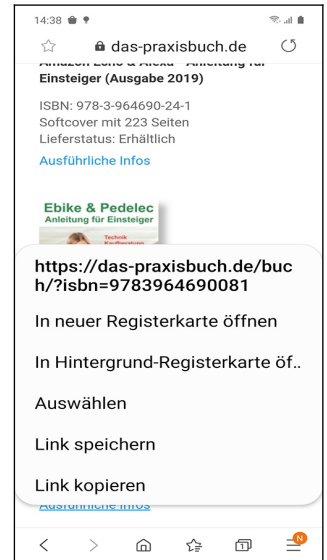 14:38
das-praxisbuch.de
Amazon Echo & Alexa - Anleitung für
Einsteiger (Ausgabe 2019)
ISBN: 978-3-964690-24-1
Softcover mit 223 Seiten
Lieferstatus: Erhältlich
Ausführliche Infos
Ebike & Pedelec
Anleitung für Einsteiger
Technik
Kaufberatung
https://das-praxisbuch.de/buc
h/?isbn=9783964690081
In neuer Registerkarte öffnen
In Hintergrund-Registerkarte öf..
Auswählen
Link speichern
Link kopieren
Ausführliche Infos
1
N